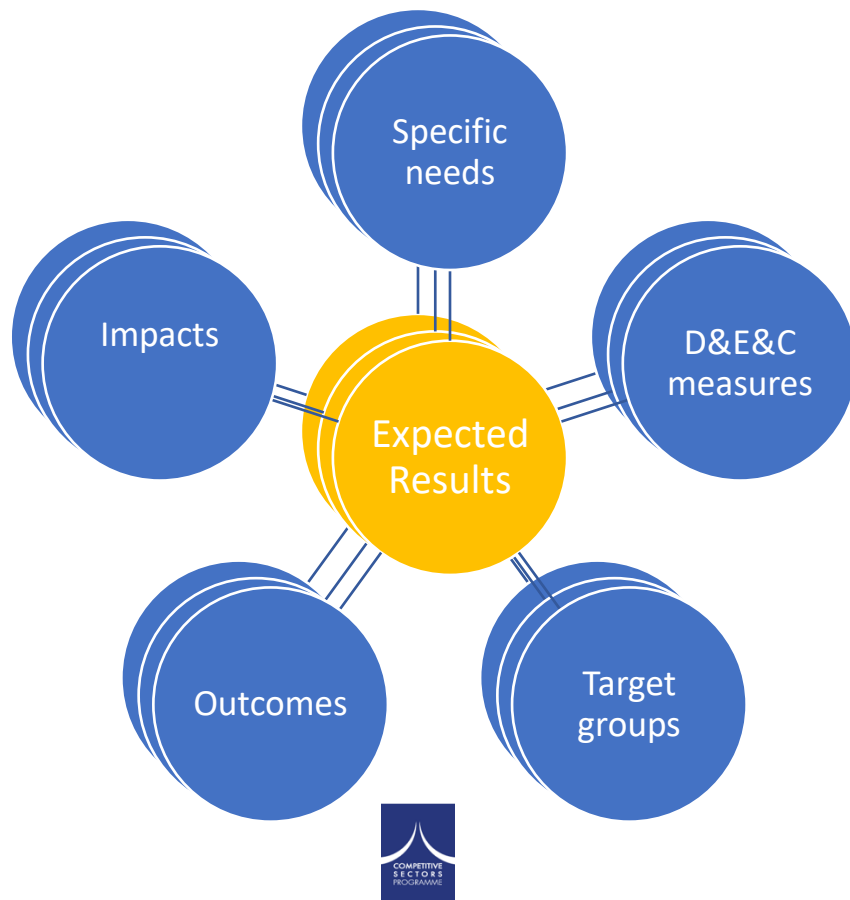 Specific
needs
Impacts
D&E&C
measures
Expected
Results
Outcomes
Target
groups
COMPETITIVE
SECTORS
PROGRAMME